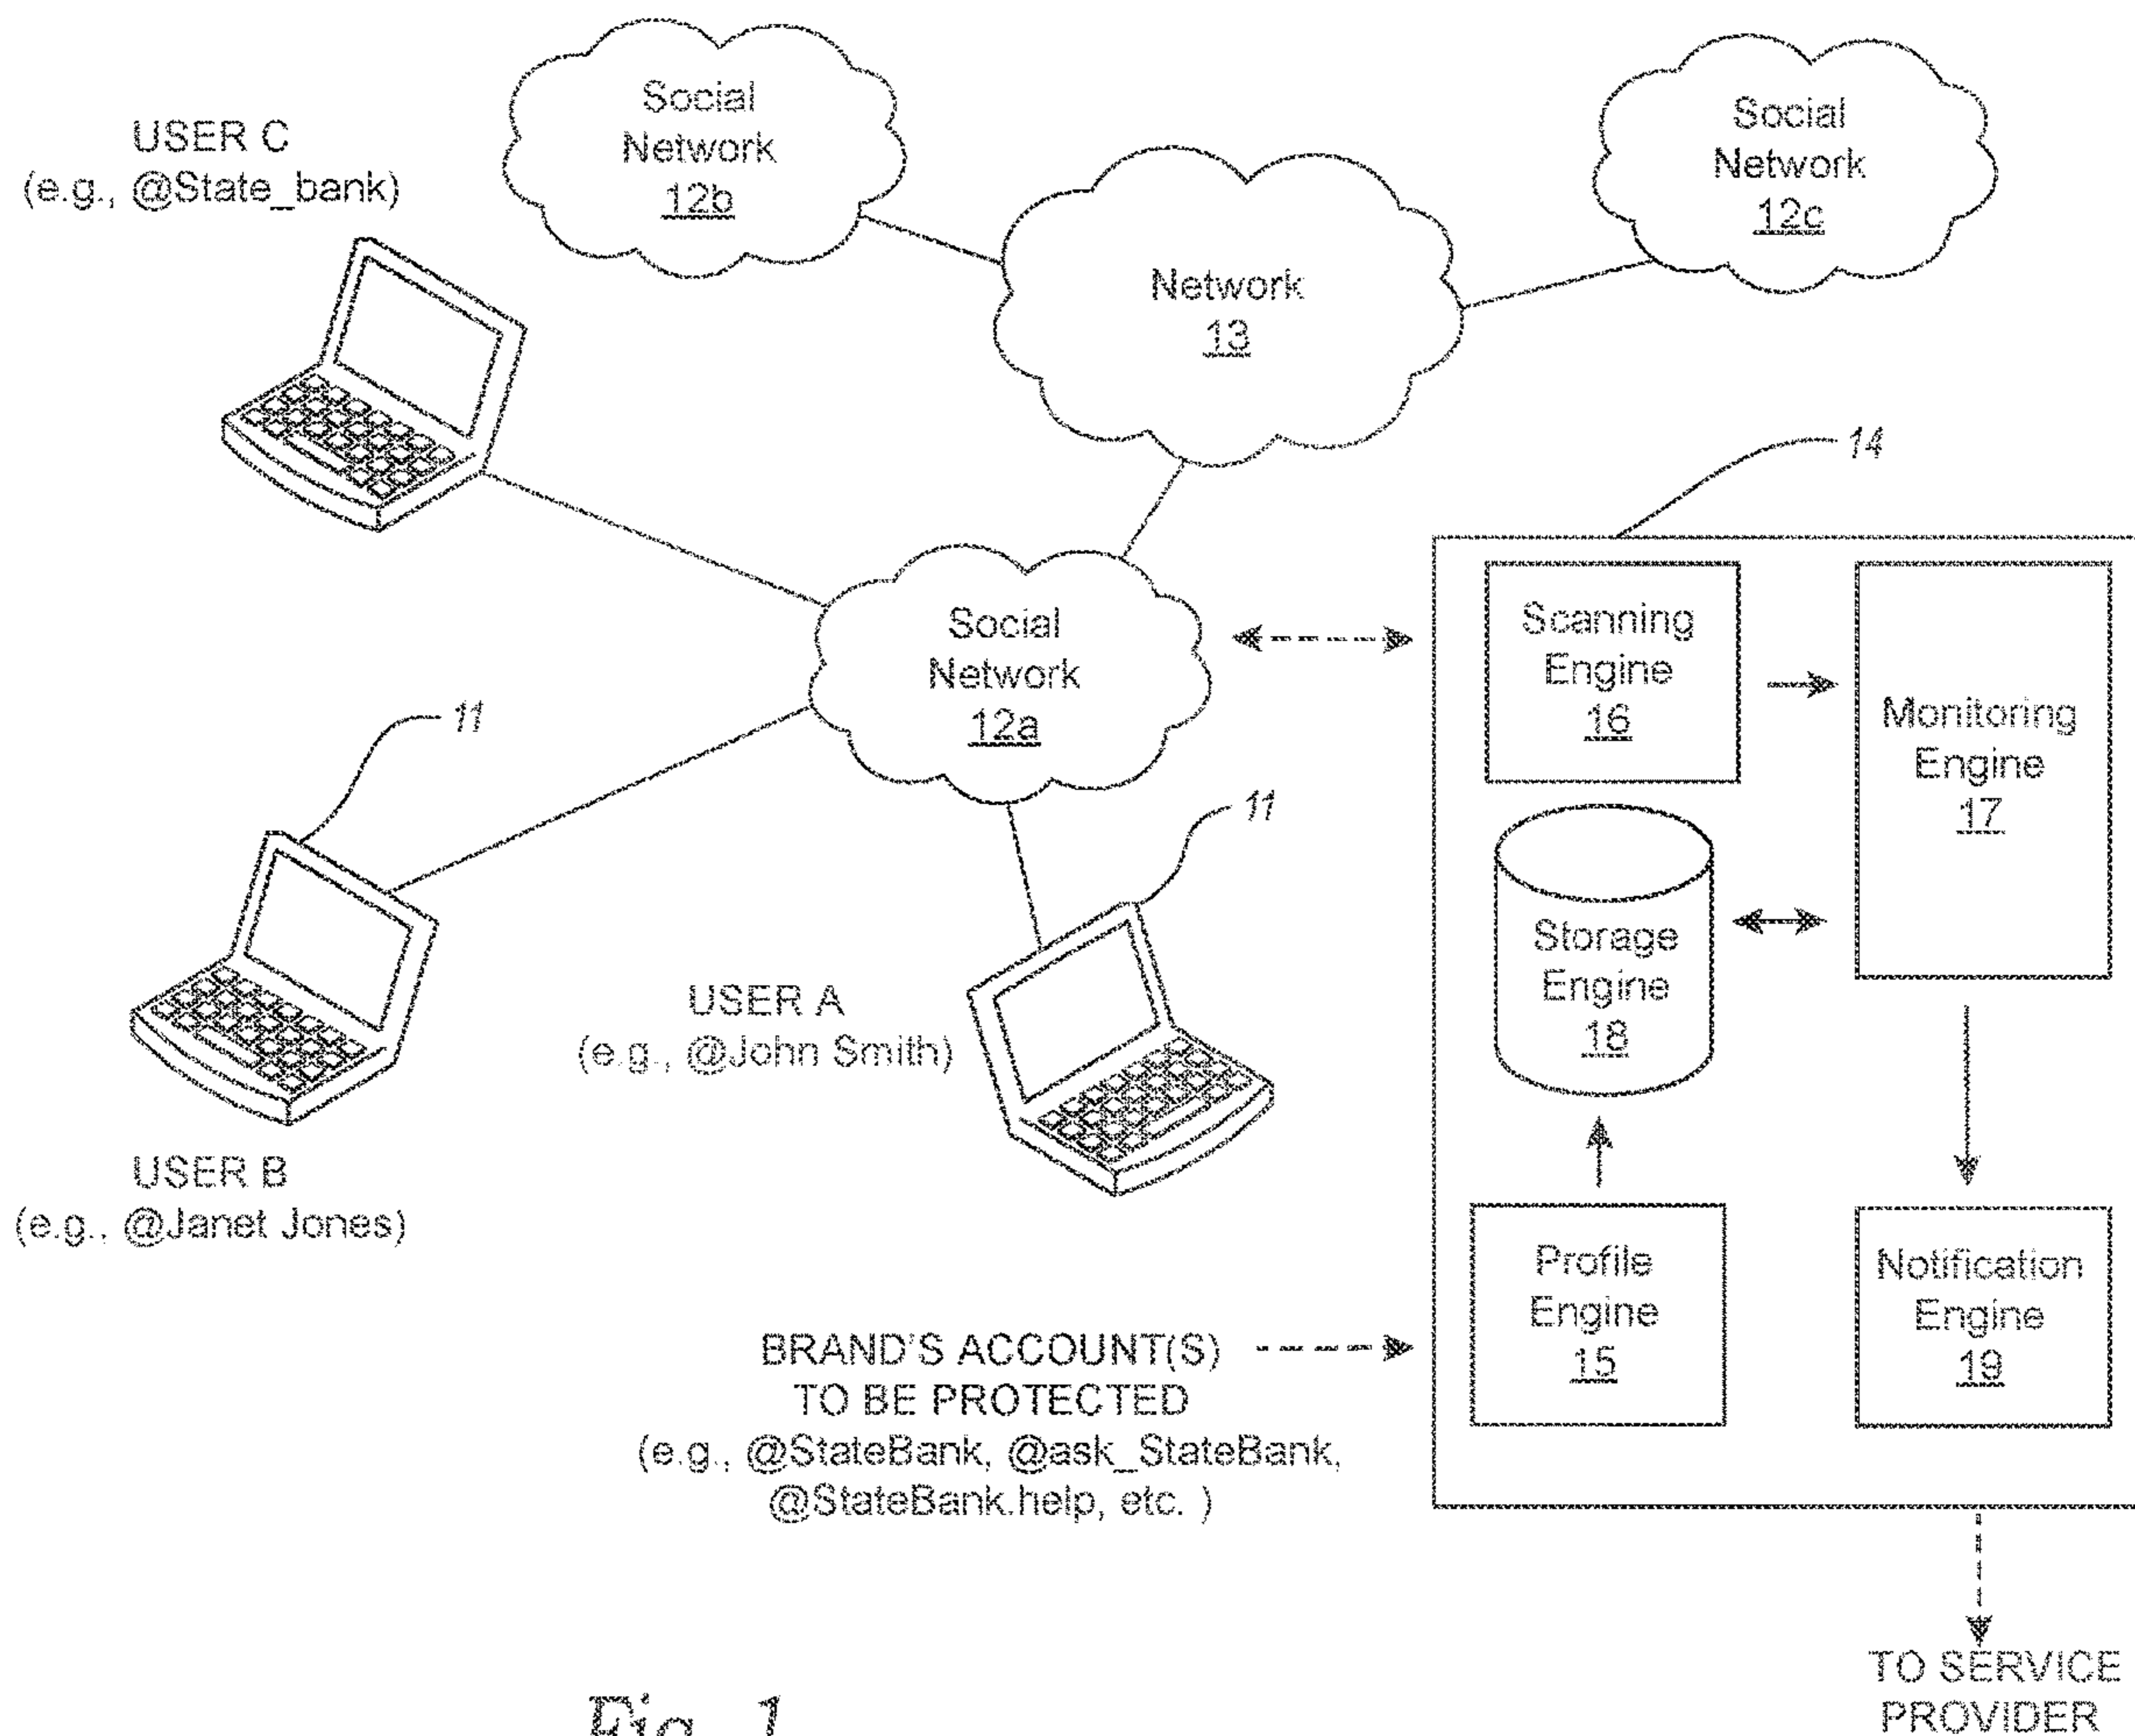 USER C
(e.g., @State_bank)
Social
Network
12b
Social
Network
12c
Network
13
14
Social
Network
12a
Scanning
Engine
16
Monitoring
Engine
17
11
11
Storage
Engine
18
USER A
(e.g., @John Smith)
USER B
(e.g., @Janet Jones)
Profile
Engine
15
Notification
Engine
19
BRAND'S ACCOUNT(S)
TO BE PROTECTED
(e.g., @StateBank, @ask_StateBank,
@StateBank.help, etc. )
TO SERVICE
PROVIDER
Fig. 1